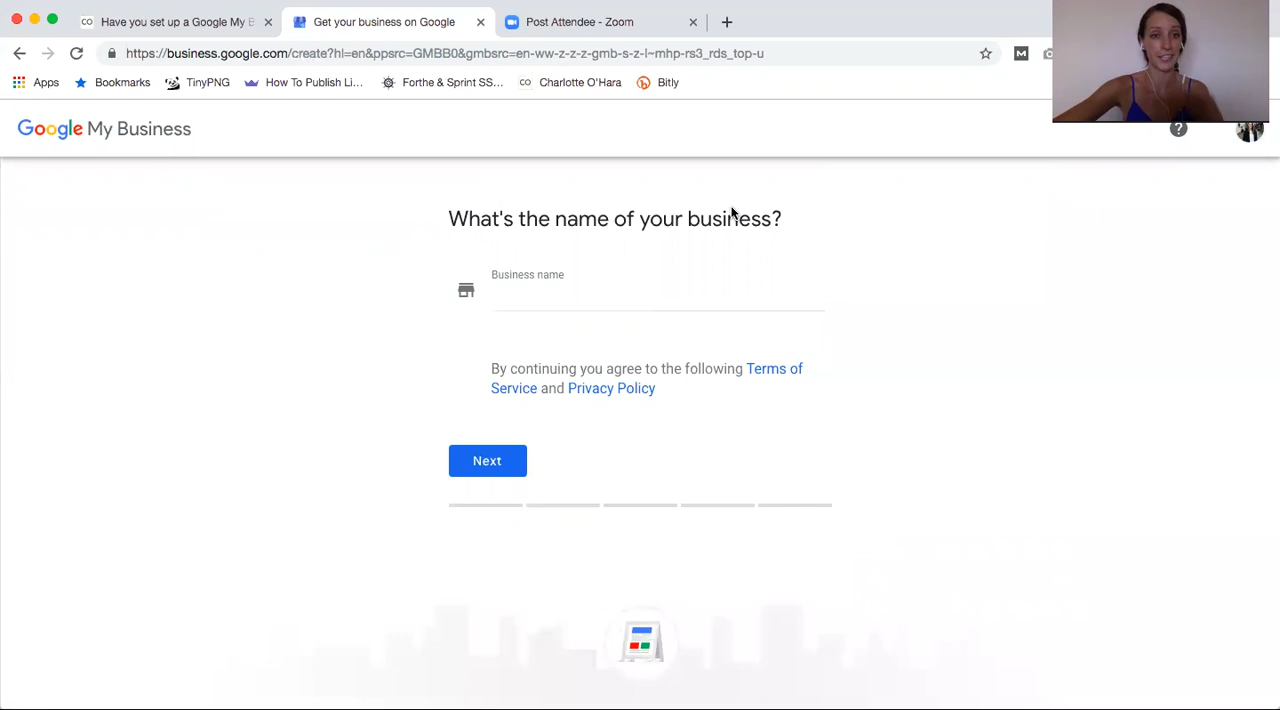 Have you set up a Google My B
Get your business on Google
Post Attendee - Zoom
https://business.google.com/create?hl=en&ppsrc=GMBB0&gmbsrc=en-ww-z-z-z-gmb-s-z-l~mhp-rs3_rds_top-u
Apps
Bookmarks
TinyPNG
How To Publish Li...
Forthe & Sprint SS...
CO
Charlotte O'Hara
Bitly
Google My Business
What's the name of your business?
Business name
By continuing you agree to the following Terms of
Service and Privacy Policy
Next